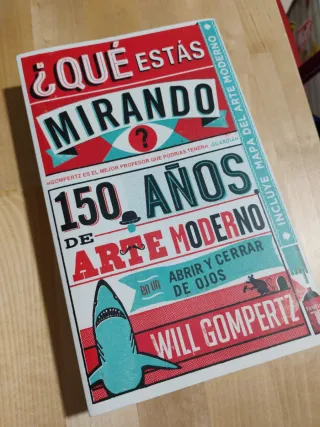 ¿QUÉ ESTÁS
MIRANDO
?
«GOMPERTZ ES EL MEJOR PROFESOR QUE PODRÍAS TENER», GUARDIAN
150 AÑOS
DE ARTE MODERNO
EN UN
ABRIR Y CERRAR
DE OJOS
WILL GOMPERTZ
INCLUYE MAPA DEL ARTE MODERNO